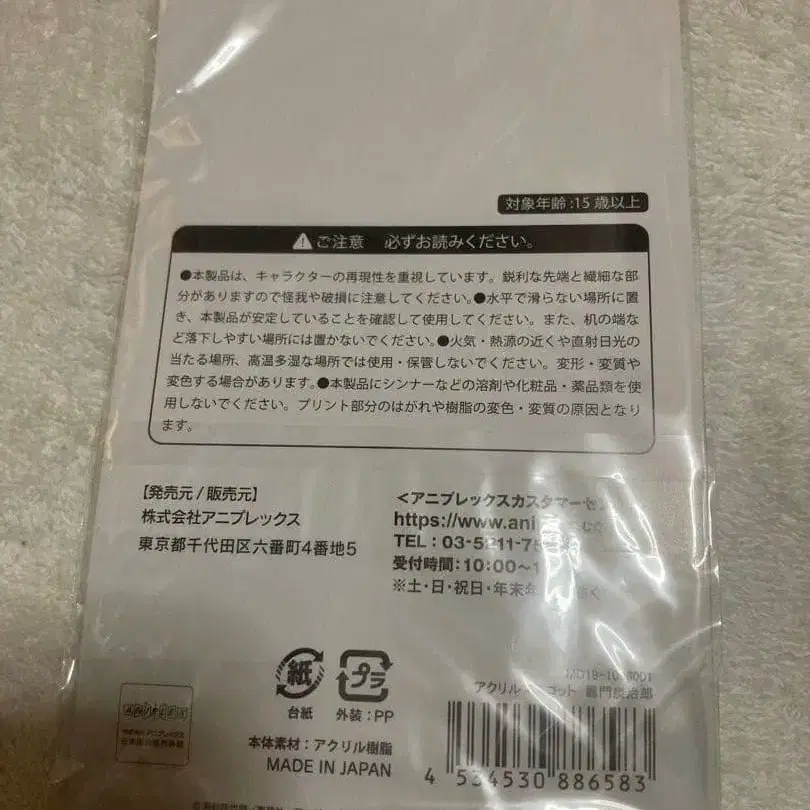 対象年齢:15歳以上
ご注意 必ずお読みください。
●本製品は、キャラクターの再現性を重視しています。鋭利な先端と繊細な部
分がありますので怪我や破損に注意してください。●水平で滑らない場所に置
き、本製品が安定していることを確認して使用してください。また、机の端な
ど落下しやすい場所には置かないでください。●火気・熱源の近くや直射日光の
当たる場所、高温多湿な場所では使用・保管しないでください。変形・変質や
変色する場合があります。●本製品にシンナーなどの溶剤や化粧品・薬品類を使
用しないでください。プリント部分のはがれや樹脂の変色・変質の原因となり
ます。
【発売元/販売元】
株式会社アニプレックス
東京都千代田区六番町4番地5
<アニプレックスカスタマーセン
https://www.ani
TEL:03-5211-7
受付時間:10:00~1
※土・日・祝日・年末年
紙
プラ
台紙 外装:PP
アクリル 竈門炭治郎
本体素材:アクリル樹脂
MADE IN JAPAN
4 534530 886583